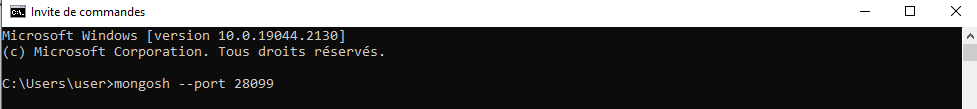 Invite de commandes
Microsoft Windows [version 10.0.19044.2130]
(c) Microsoft Corporation. Tous droits réservés.
C:\Users\user>mongosh --port 28099